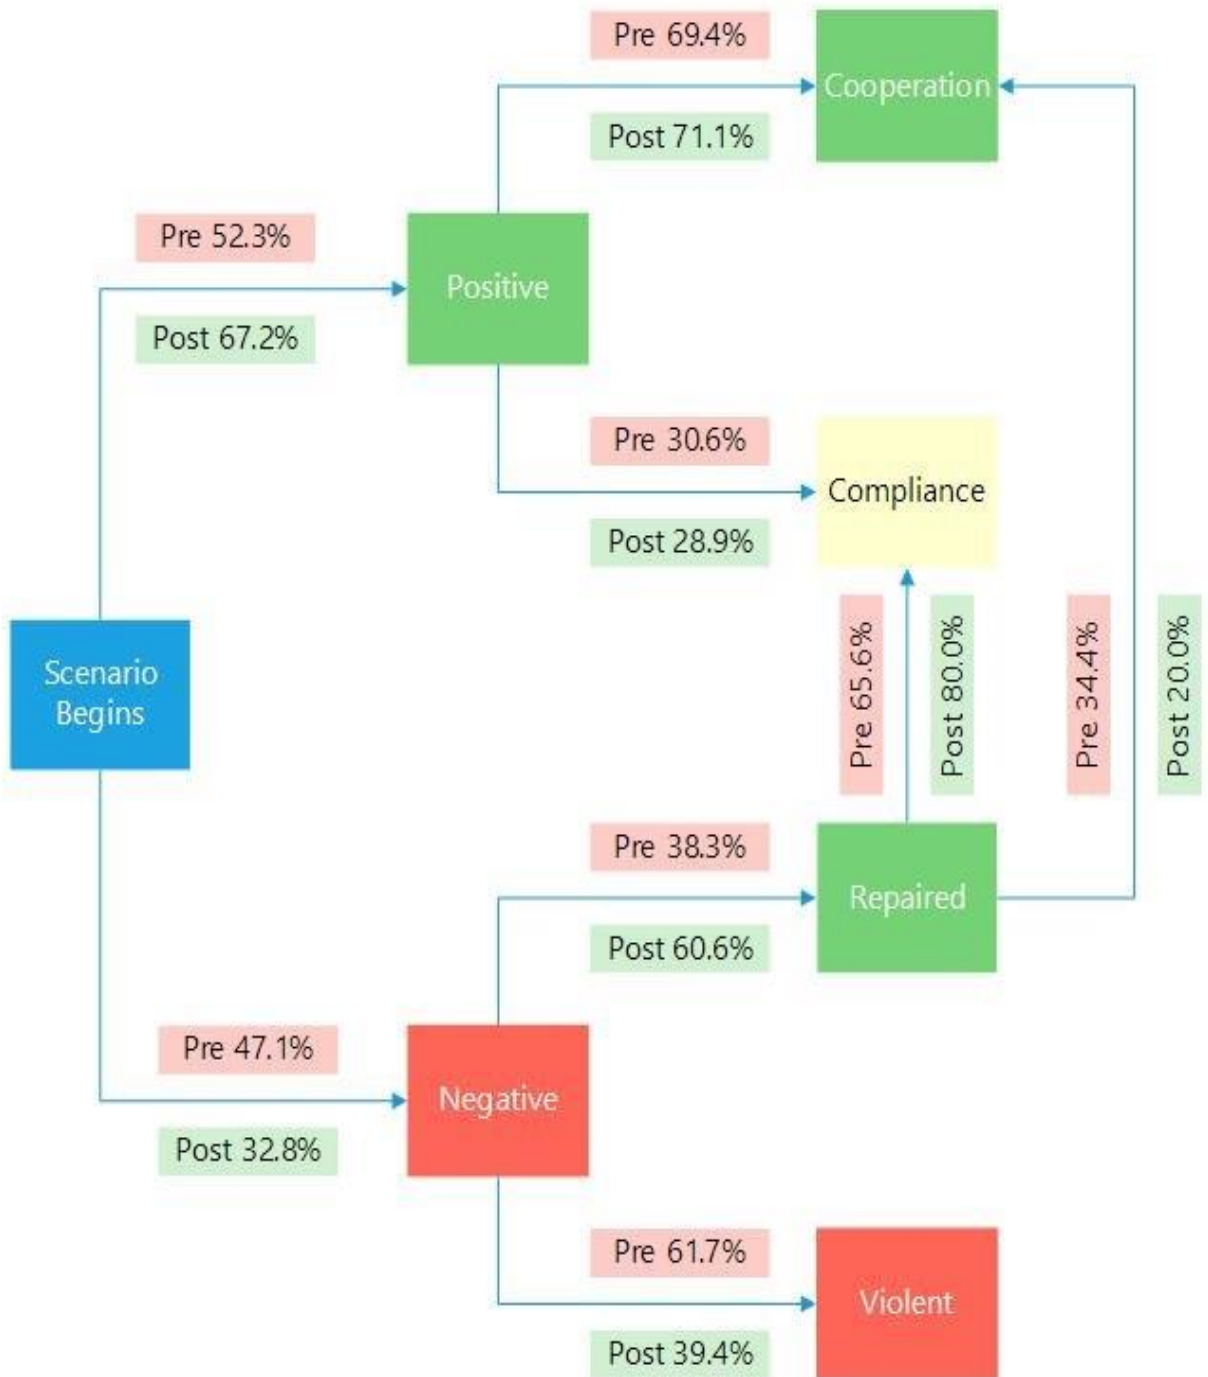 Pre 69.4%
Cooperation
Post 71.1%
Pre 52.3%
Positive
Post 67.2%
Pre 30.6%
Compliance
Post 28.9%
Scenario
Begins
Pre 65.6%
Post 80.0%
Pre 34.4%
Post 20.0%
Pre 38.3%
Repaired
Post 60.6%
Pre 47.1%
Negative
Post 32.8%
Pre 61.7%
Violent
Post 39.4%